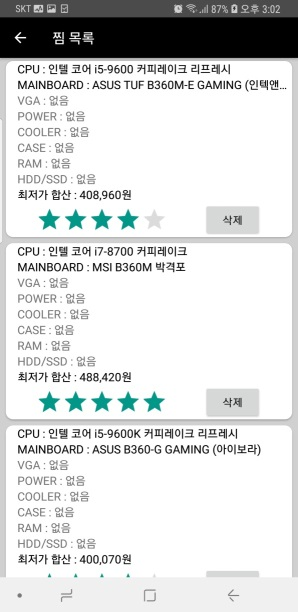 SKT 87% 오후 3:02
찜 목록
CPU : 인텔 코어 i5-9600 커피레이크 리프레시
MAINBOARD : ASUS TUF B360M-E GAMING (인텍앤...
VGA : 없음
POWER : 없음
COOLER : 없음
CASE : 없음
RAM : 없음
HDD/SSD : 없음
최저가 합산 : 408,960원
삭제
CPU : 인텔 코어 i7-8700 커피레이크
MAINBOARD : MSI B360M 박격포
VGA : 없음
POWER : 없음
COOLER : 없음
CASE : 없음
RAM : 없음
HDD/SSD : 없음
최저가 합산 : 488,420원
삭제
CPU : 인텔 코어 i5-9600K 커피레이크 리프레시
MAINBOARD : ASUS B360-G GAMING (아이보라)
VGA : 없음
POWER : 없음
COOLER : 없음
CASE : 없음
RAM : 없음
HDD/SSD : 없음
최저가 합산 : 400,070원
삭제